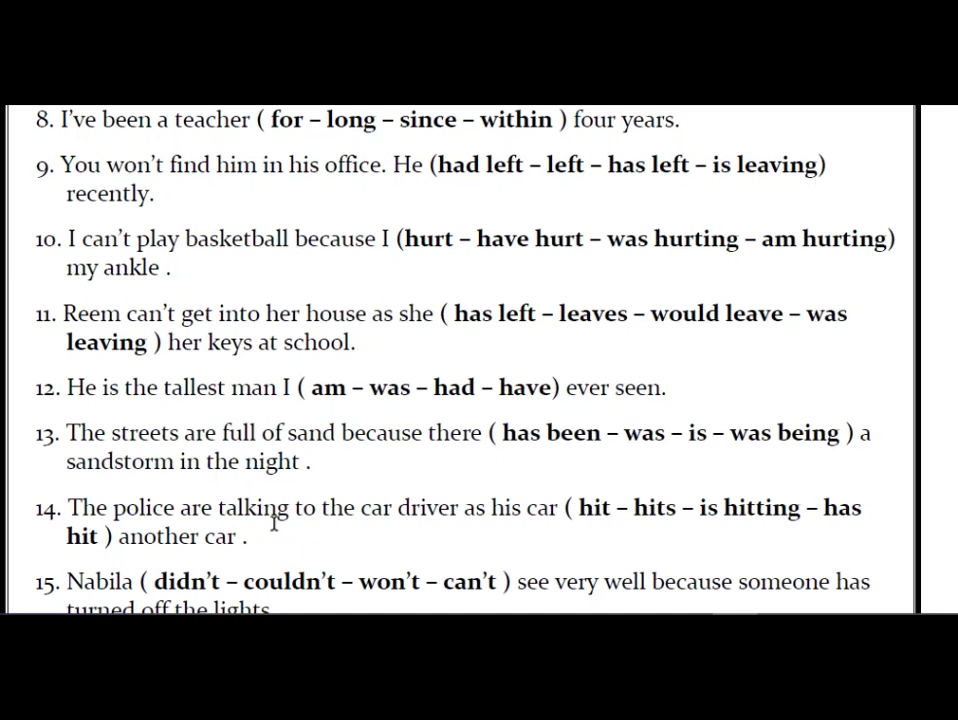 8. I've been a teacher ( for – long – since – within ) four years.
9. You won't find him in his office. He (had left – left – has left – is leaving)
recently.
10. I can't play basketball because I (hurt – have hurt – was hurting – am hurting)
my ankle .
11. Reem can't get into her house as she ( has left – leaves – would leave – was
leaving ) her keys at school.
12. He is the tallest man I ( am – was – had – have) ever seen.
13. The streets are full of sand because there ( has been – was – is – was being ) a
sandstorm in the night .
14. The police are talking to the car driver as his car ( hit – hits – is hitting – has
hit ) another car .
15. Nabila ( didn't – couldn't – won't – can't ) see very well because someone has
turned off the lights.